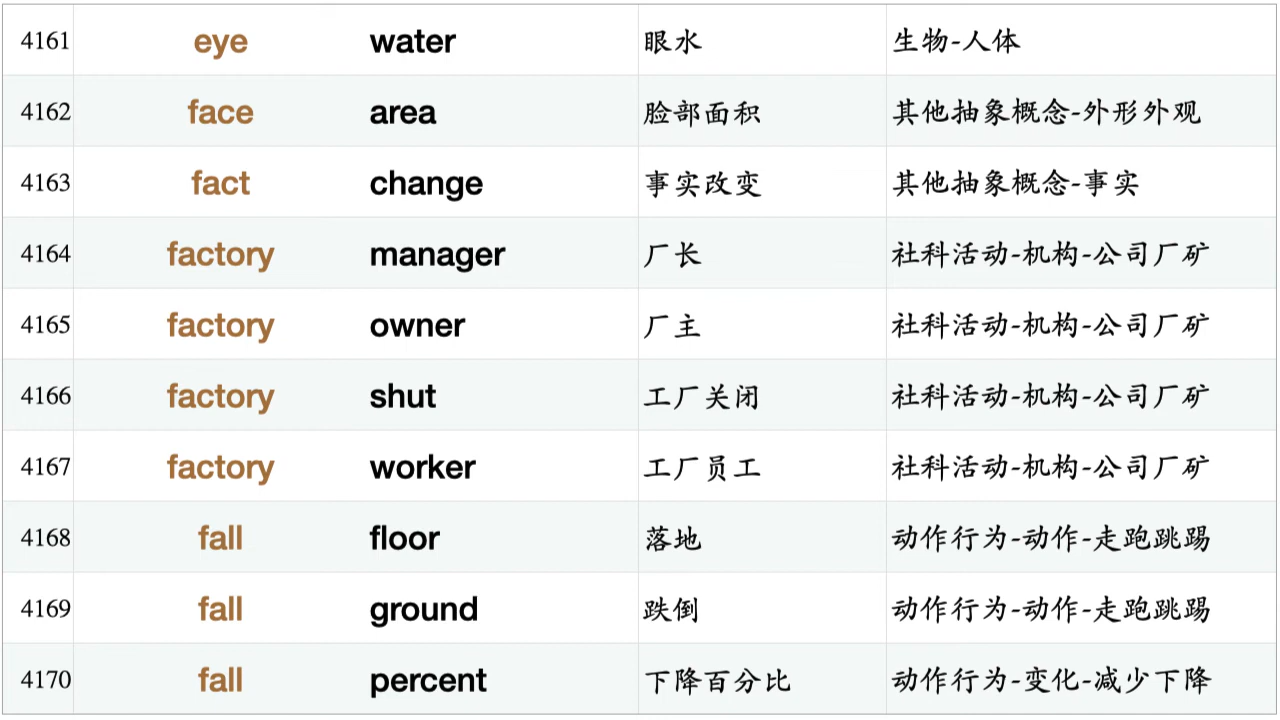 4161 eye water 眼水 生物-人体
4162 face area 脸部面积 其他抽象概念-外形外观
4163 fact change 事实改变 其他抽象概念-事实
4164 factory manager 厂长 社科活动-机构-公司厂矿
4165 factory owner 厂主 社科活动-机构-公司厂矿
4166 factory shut 工厂关闭 社科活动-机构-公司厂矿
4167 factory worker 工厂员工 社科活动-机构-公司厂矿
4168 fall floor 落地 动作行为-动作-走跑跳踢
4169 fall ground 跌倒 动作行为-动作-走跑跳踢
4170 fall percent 下降百分比 动作行为-变化-减少下降